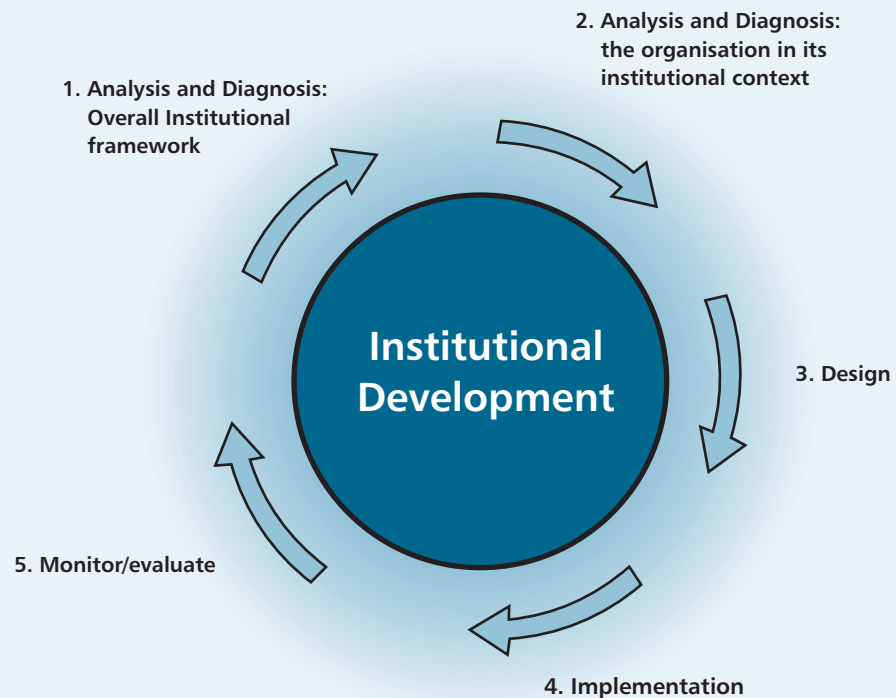 1. Analysis and Diagnosis:
Overall Institutional
framework
2. Analysis and Diagnosis:
the organisation in its
institutional context
3. Design
4. Implementation
5. Monitor/evaluate
Institutional
Development